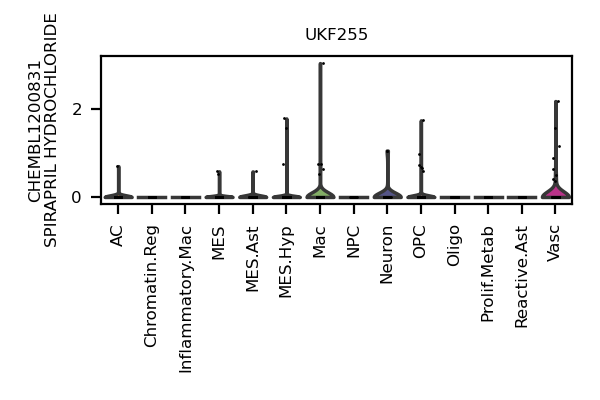 UKF255
CHEMBL1200831
SPIRAPRIL HYDROCHLORIDE
2
0
AC
Chromatin.Reg
Inflammatory.Mac
MES
MES.Ast
MES.Hyp
Mac
NPC
Neuron
OPC
Oligo
Prolif.Metab
Reactive.Ast
Vasc